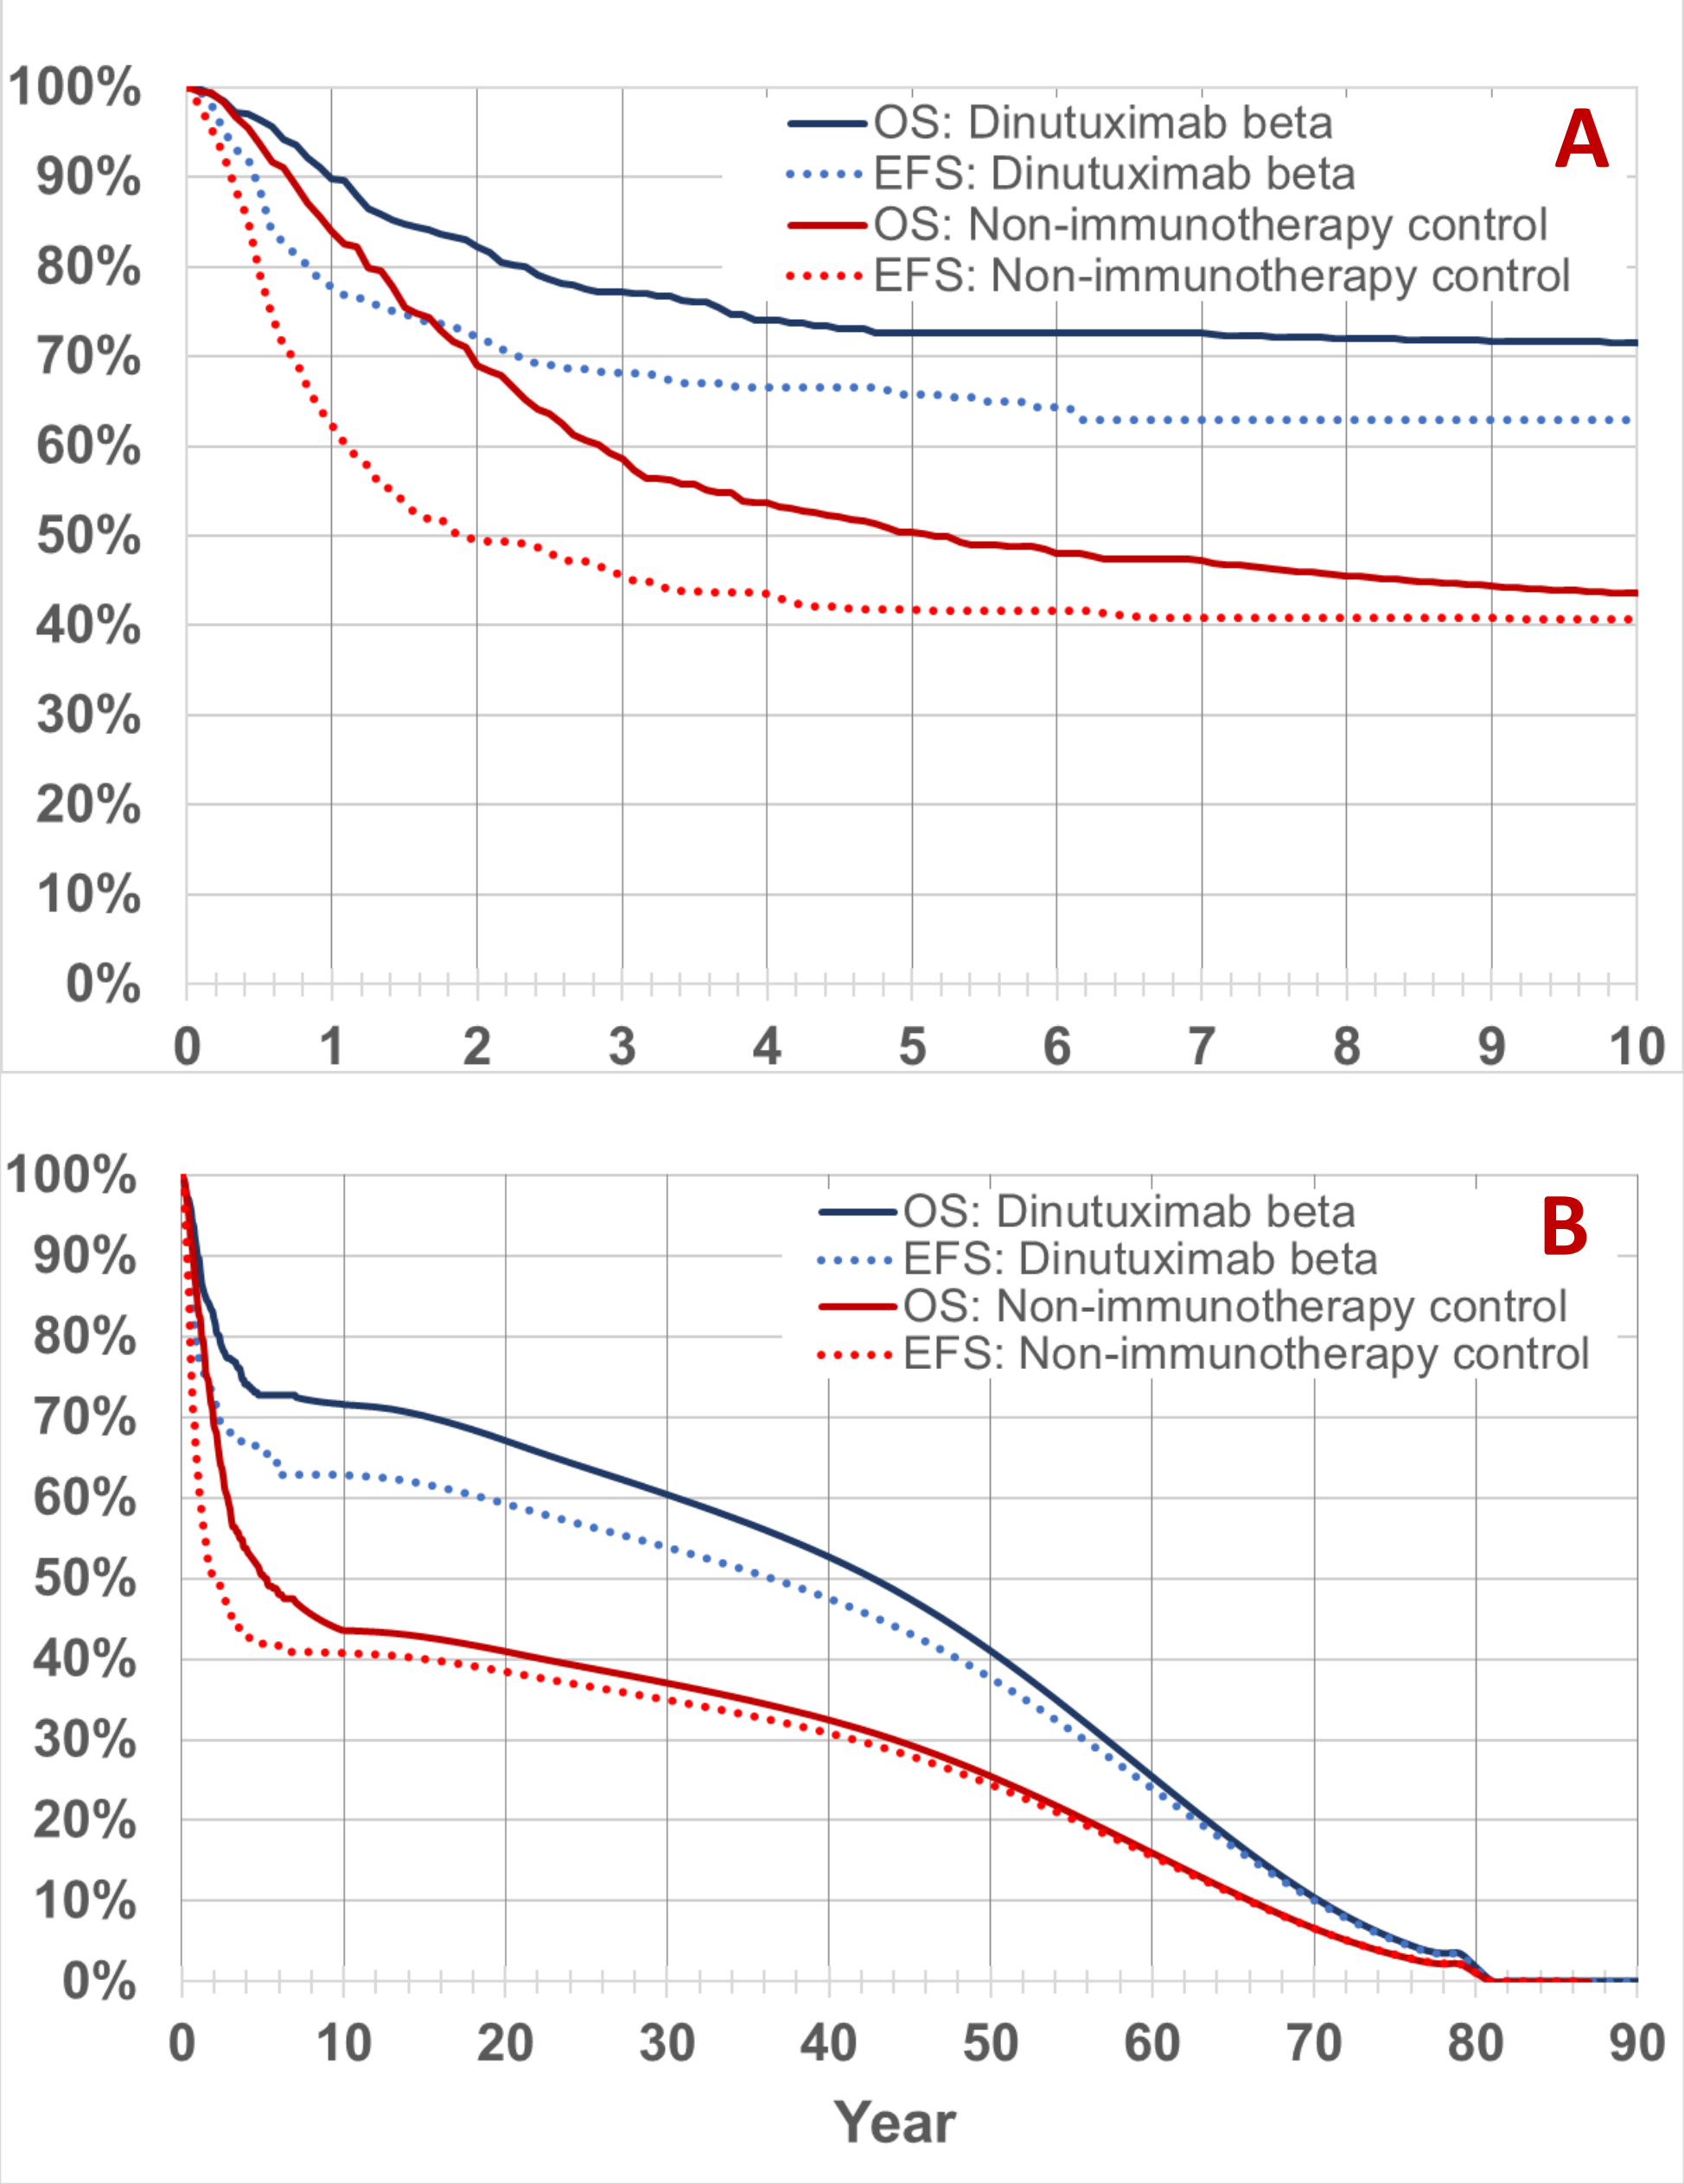 100%
90%
80%
70%
60%
50%
40%
30%
20%
10%
0%
OS: Dinutuximab beta
EFS: Dinutuximab beta
OS: Non-immunotherapy control
EFS: Non-immunotherapy control
A
0 1 2 3 4 5 6 7 8 9 10
100%
90%
80%
70%
60%
50%
40%
30%
20%
10%
0%
OS: Dinutuximab beta
EFS: Dinutuximab beta
OS: Non-immunotherapy control
EFS: Non-immunotherapy control
B
0 10 20 30 40 50 60 70 80 90
Year